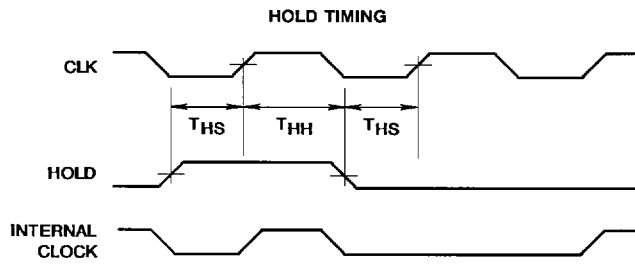 HOLD TIMING
CLK
THS THH THS
HOLD
INTERNAL
CLOCK